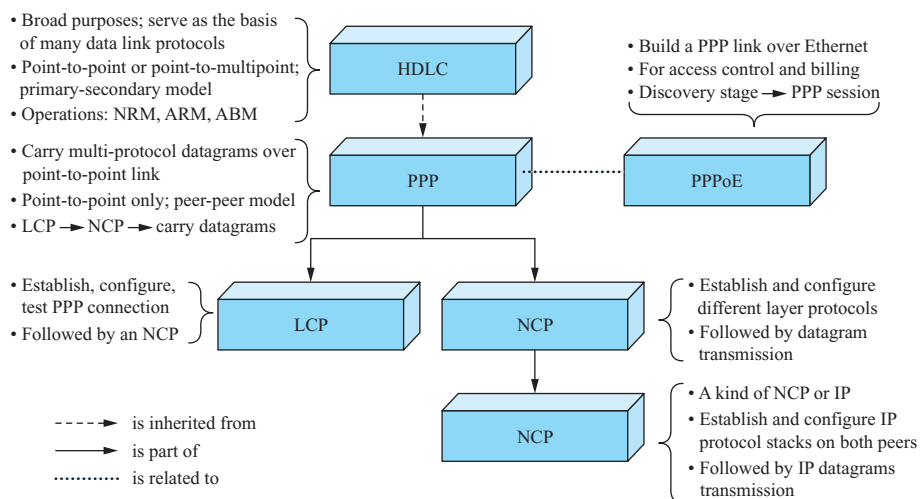 • Broad purposes; serve as the basis
of many data link protocols
• Point-to-point or point-to-multipoint;
primary-secondary model
• Operations: NRM, ARM, ABM
HDLC
• Build a PPP link over Ethernet
• For access control and billing
• Discovery stage → PPP session
• Carry multi-protocol datagrams over
point-to-point link
• Point-to-point only; peer-peer model
• LCP → NCP → carry datagrams
PPP
PPPoE
• Establish, configure,
test PPP connection
• Followed by an NCP
LCP
NCP
• Establish and configure
different layer protocols
• Followed by datagram
transmission
NCP
• A kind of NCP or IP
• Establish and configure IP
protocol stacks on both peers
• Followed by IP datagrams
transmission
is inherited from
is part of
is related to